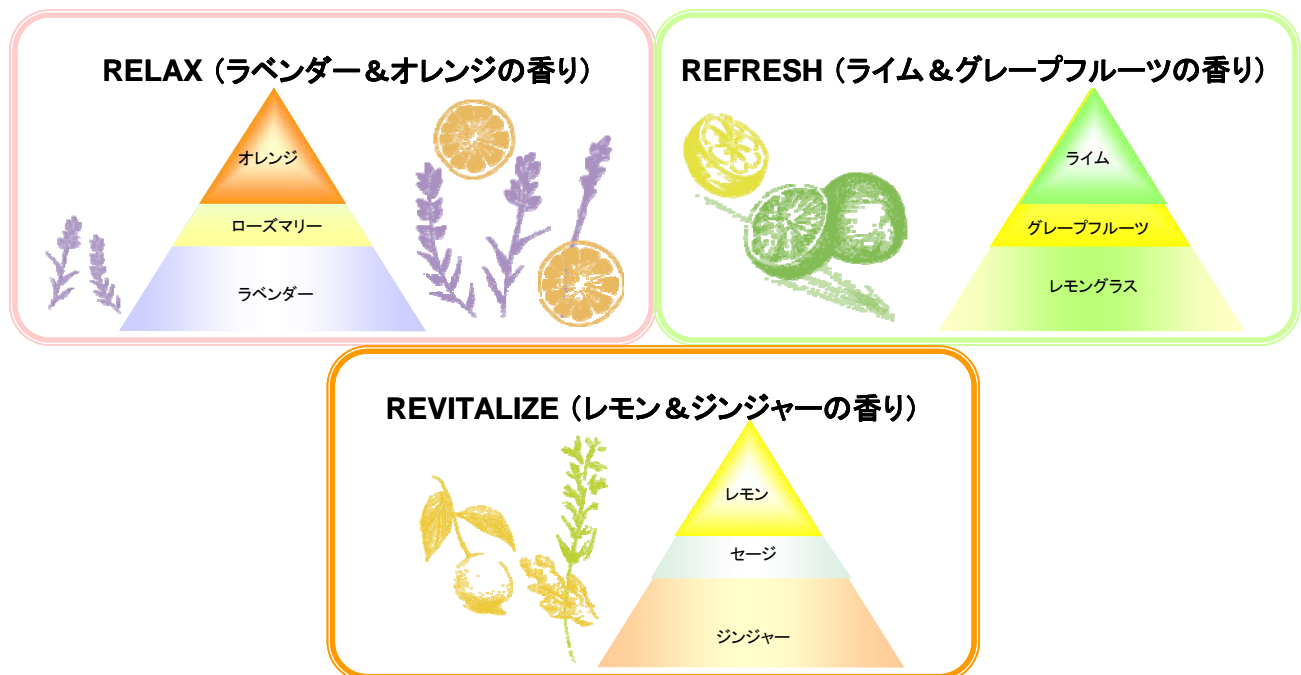 RELAX（ラベンダー＆オレンジの香り）
オレンジ
ローズマリー
ラベンダー
REFRESH（ライム＆グレープフルーツの香り）
ライム
グレープフルーツ
レモングラス
REVITALIZE（レモン＆ジンジャーの香り）
レモン
セージ
ジンジャー